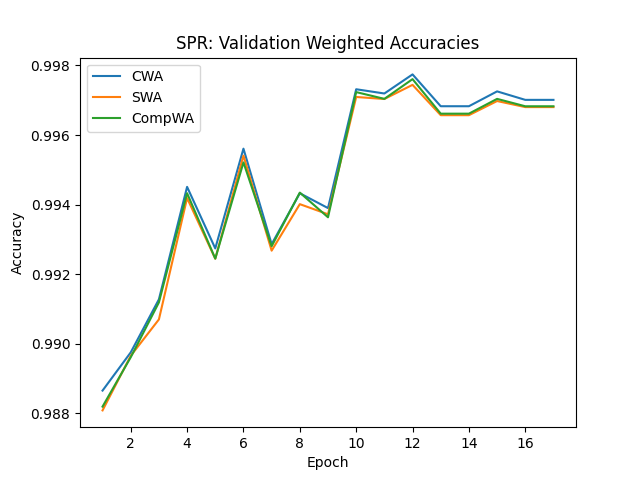 SPR: Validation Weighted Accuracies
CWA
SWA
CompWA
Accuracy
0.998
0.996
0.994
0.992
0.990
0.988
2 4 6 8 10 12 14 16
Epoch